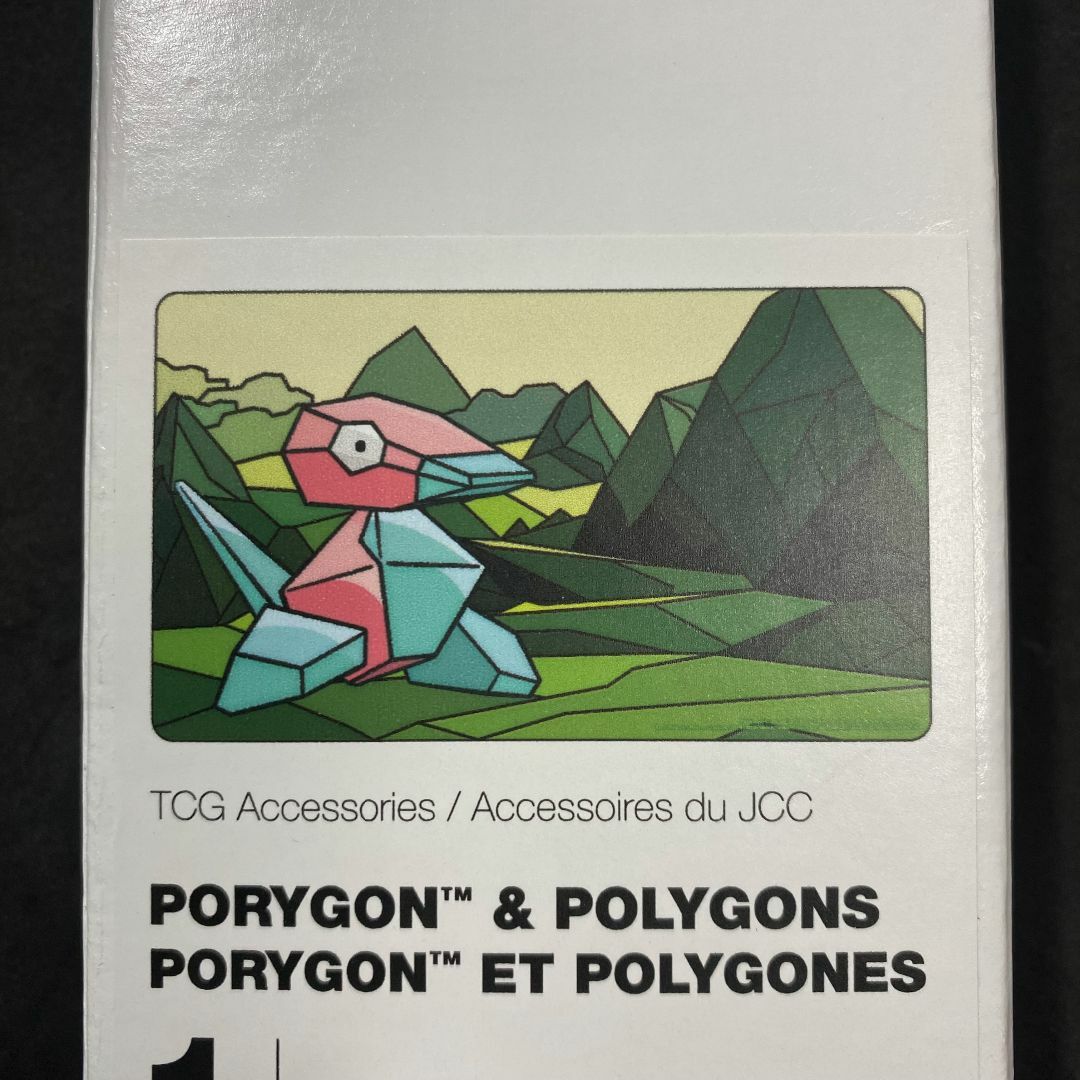 TCG Accessories / Accessoires du JCC
PORYGON™ & POLYGONS
PORYGON™ ET POLYGONES
1